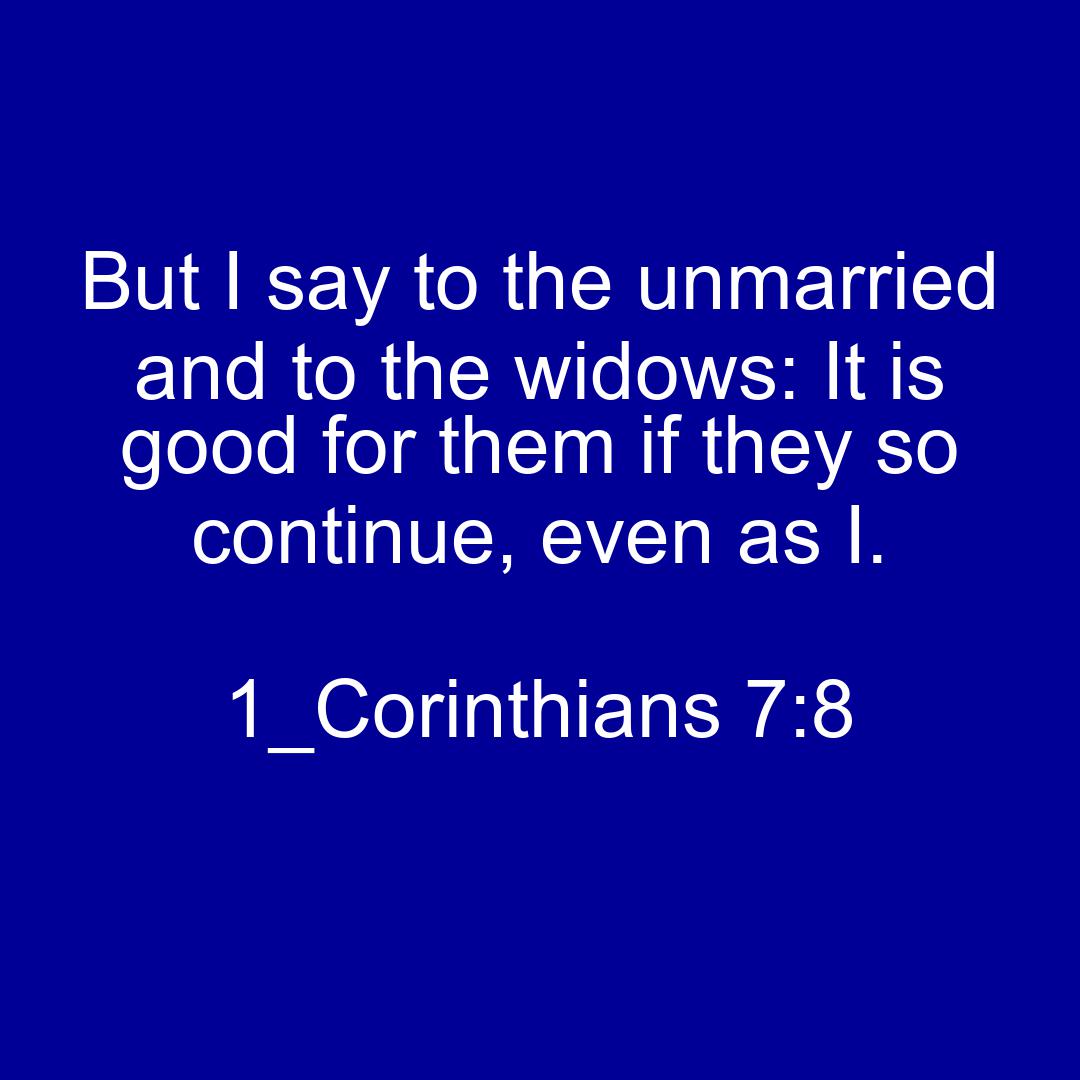 But I say to the unmarried
and to the widows: It is
good for them if they so
continue, even as I.
1_Corinthians 7:8